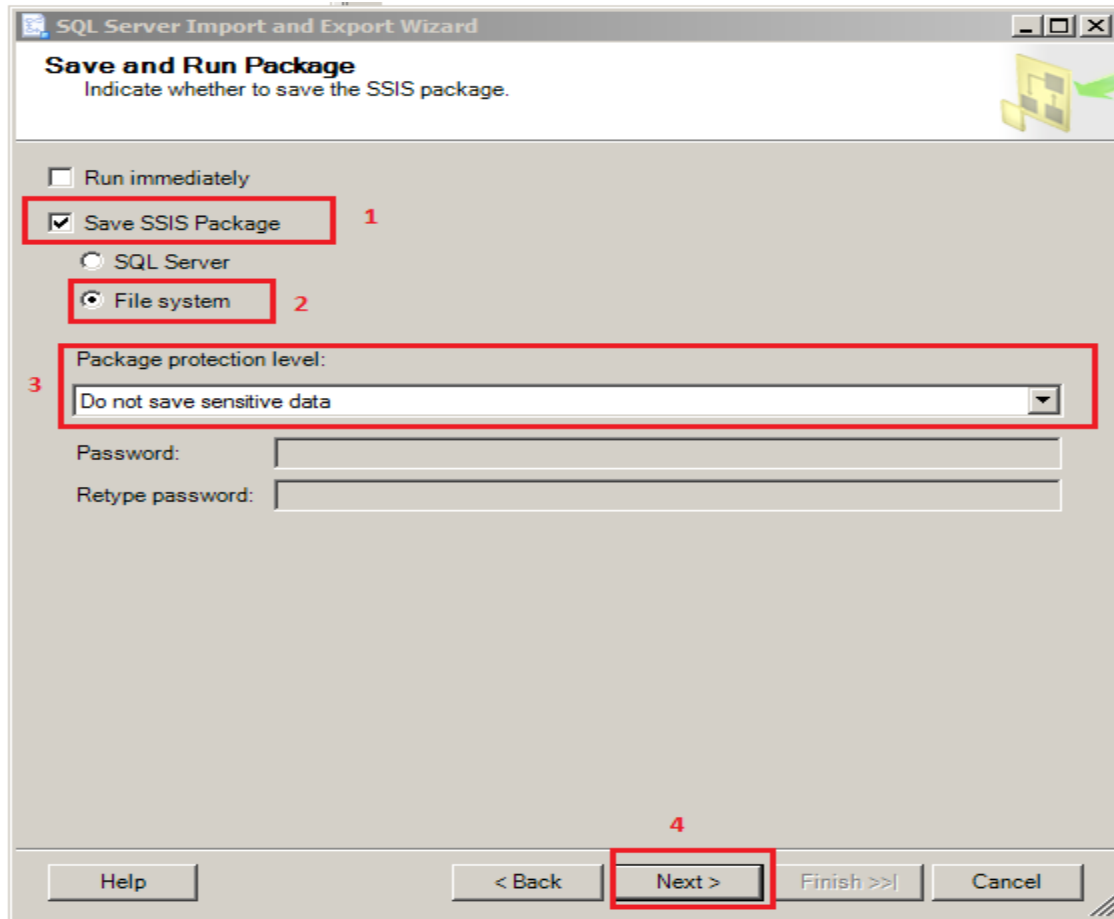 SQL Server Import and Export Wizard
Save and Run Package
Indicate whether to save the SSIS package.
Run immediately
Save SSIS Package
1
SQL Server
File system
2
Package protection level:
3
Do not save sensitive data
Password:
Retype password:
4
Help
< Back
Next >
Finish >>|
Cancel